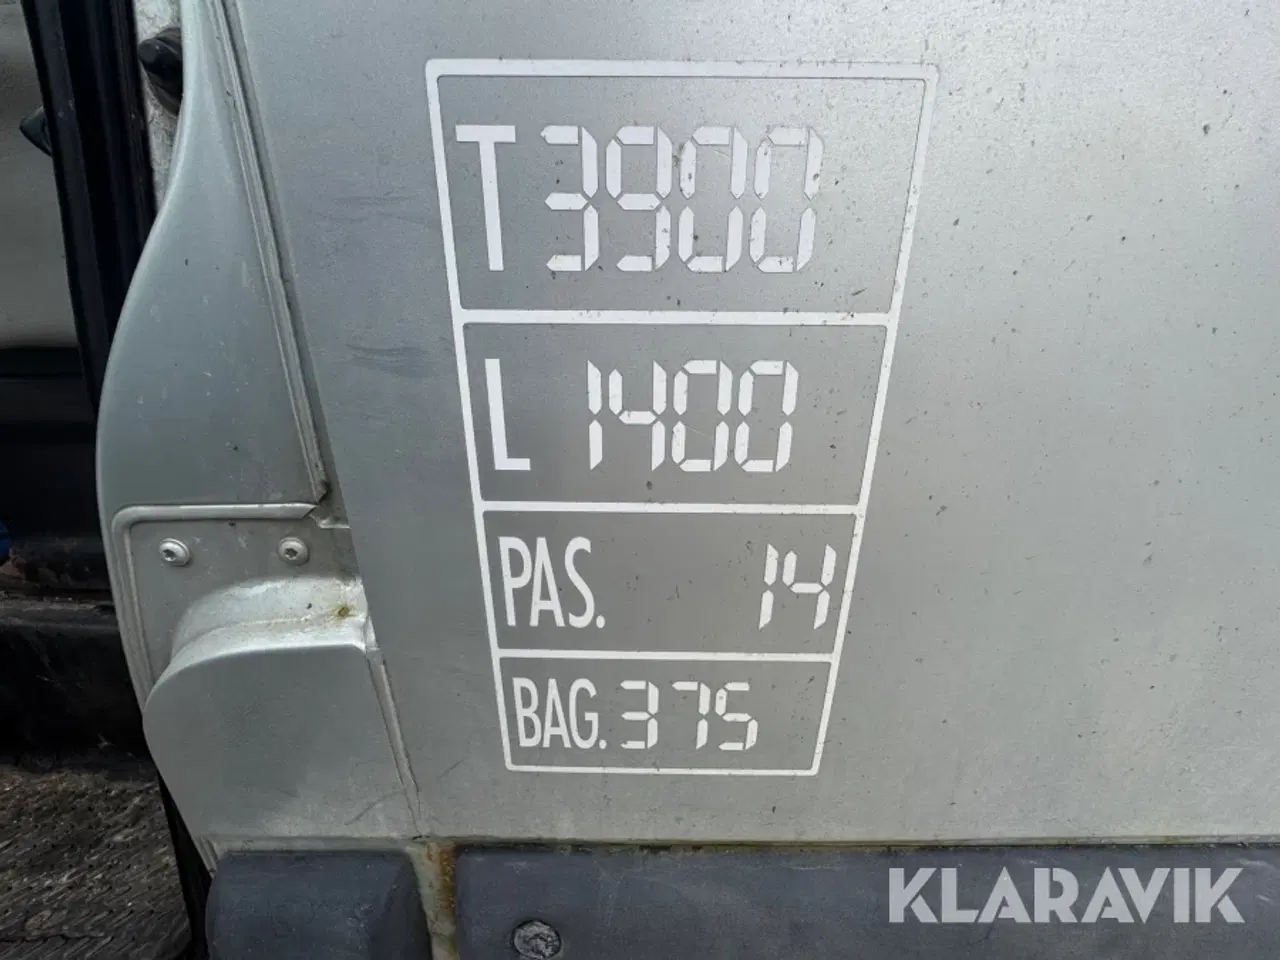 T3900
L 1400
PAS. 14
BAG. 375
KLARAVIK